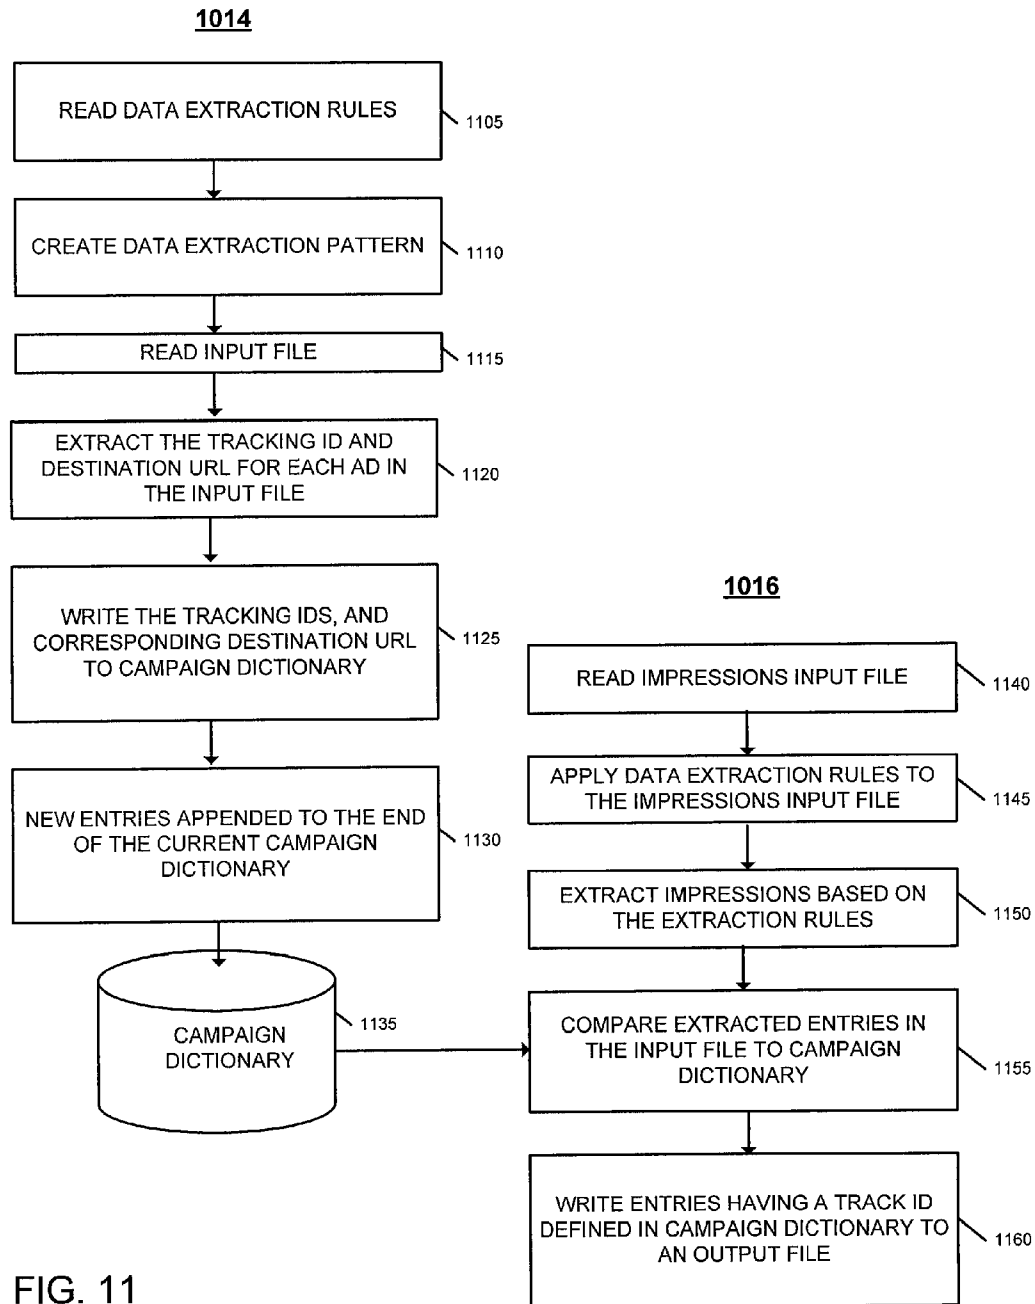 1014
READ DATA EXTRACTION RULES
1105
CREATE DATA EXTRACTION PATTERN
1110
READ INPUT FILE
1115
EXTRACT THE TRACKING ID AND
DESTINATION URL FOR EACH AD IN
THE INPUT FILE
1120
WRITE THE TRACKING IDS, AND
CORRESPONDING DESTINATION URL
TO CAMPAIGN DICTIONARY
1125
NEW ENTRIES APPENDED TO THE END
OF THE CURRENT CAMPAIGN
DICTIONARY
1130
CAMPAIGN
DICTIONARY
1135
1016
READ IMPRESSIONS INPUT FILE
1140
APPLY DATA EXTRACTION RULES TO
THE IMPRESSIONS INPUT FILE
1145
EXTRACT IMPRESSIONS BASED ON
THE EXTRACTION RULES
1150
COMPARE EXTRACTED ENTRIES IN
THE INPUT FILE TO CAMPAIGN
DICTIONARY
1155
WRITE ENTRIES HAVING A TRACK ID
DEFINED IN CAMPAIGN DICTIONARY TO
AN OUTPUT FILE
1160
FIG. 11